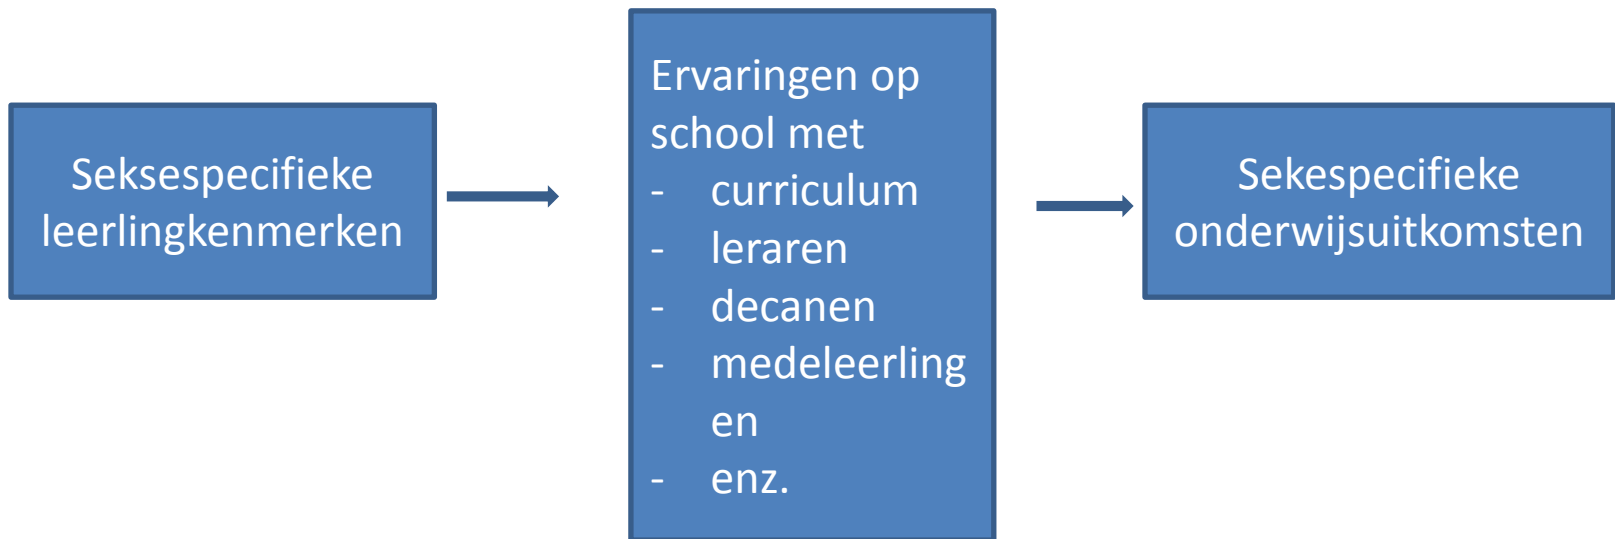 Seksespecifieke
leerlingkenmerken
Ervaringen op
school met
- curriculum
- leraren
- decanen
- medeleerling
en
- enz.
Sekespecifieke
onderwijsuitkomsten